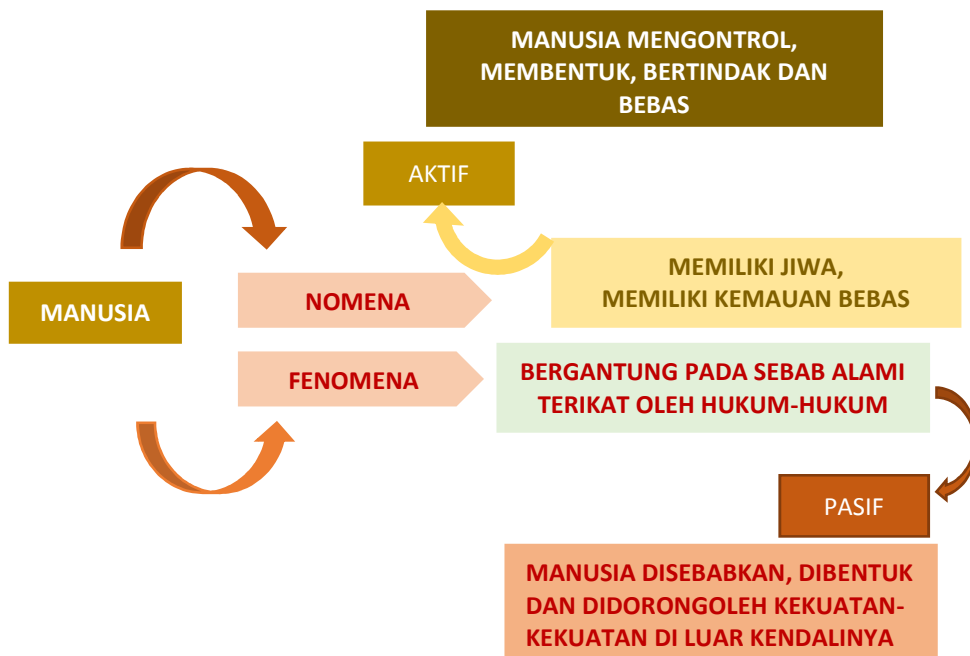 MANUSIA MENGONTROL,
MEMBENTUK, BERTINDAK DAN
BEBAS
AKTIF
MEMILIKI JIWA,
MEMILIKI KEMAUAN BEBAS
NOMENA
MANUSIA
FENOMENA
BERGANTUNG PADA SEBAB ALAMI
TERIKAT OLEH HUKUM-HUKUM
PASIF
MANUSIA DISEBABKAN, DIBENTUK
DAN DIDORONGOLEH KEKUATAN-
KEKUATAN DI LUAR KENDALINYA